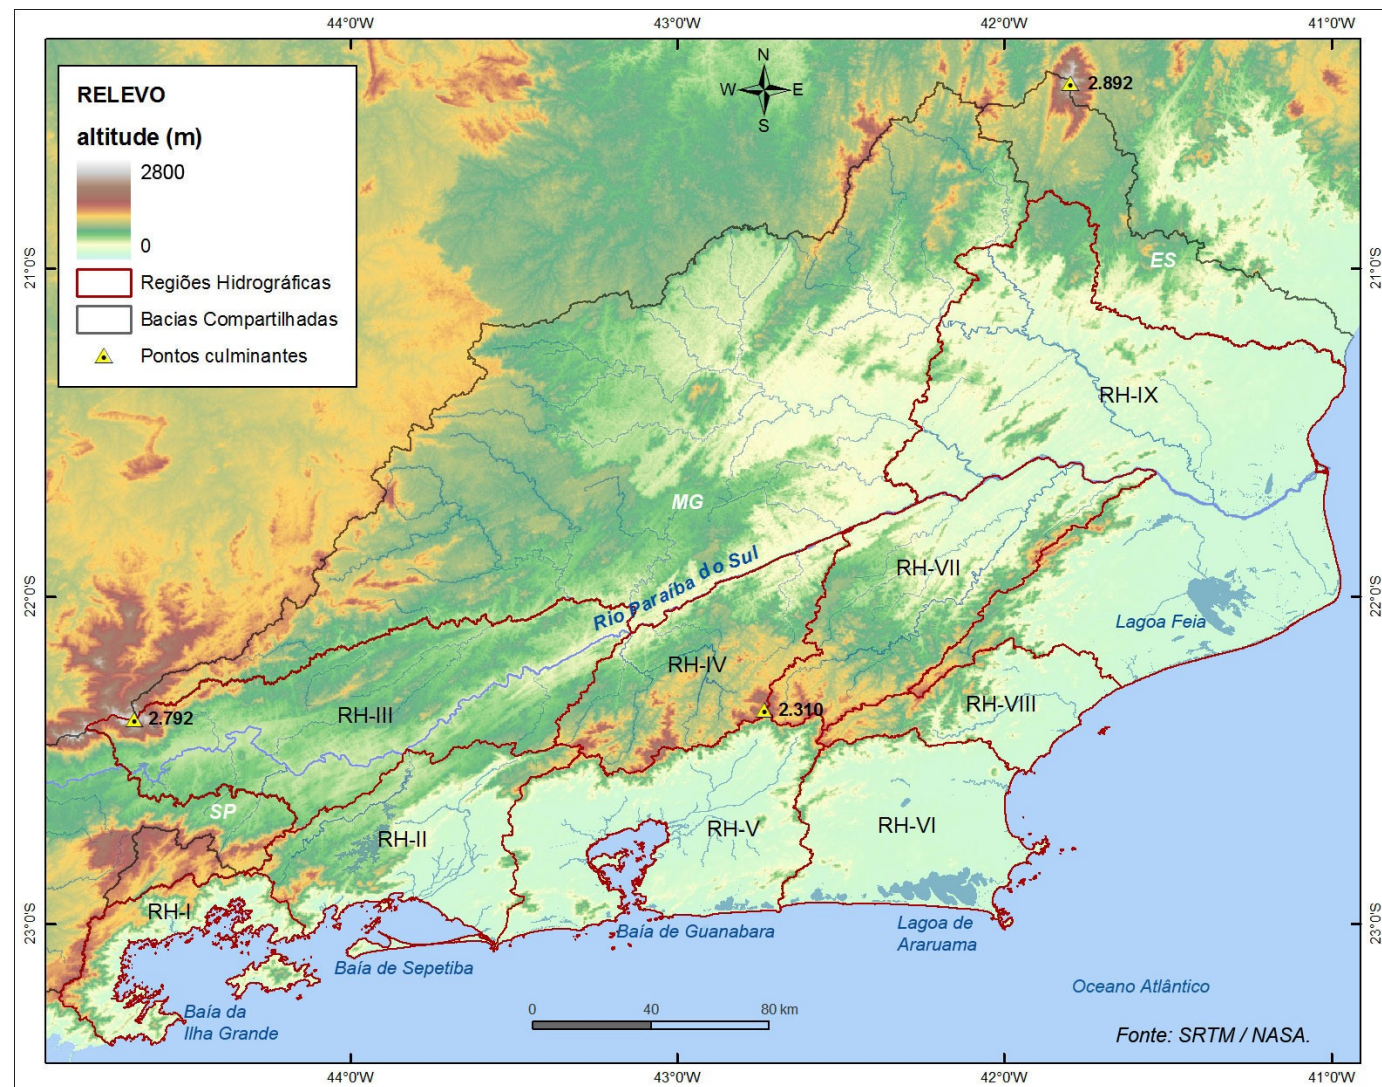 44°0'W 43°0'W 42°0'W 41°0'W
RELEVO
altitude (m)
2800
0
Regiões Hidrográficas
Bacias Compartilhadas
Pontos culminantes
N
W E
S
2.892
21°0'S
ES
21°0'S
RH-IX
MG
Rio Paraíba do Sul
RH-VII
22°0'S
Lagoa Feia
22°0'S
RH-IV
2.792
RH-III
2.310
RH-VIII
SP
RH-II
RH-V
RH-VI
RH-I
23°0'S
Baía de Guanabara
Lagoa de
Araruama
23°0'S
Baía de Sepetiba
Oceano Atlântico
Baía da
Ilha Grande
0 40 80 km
Fonte: SRTM / NASA.
44°0'W 43°0'W 42°0'W 41°0'W